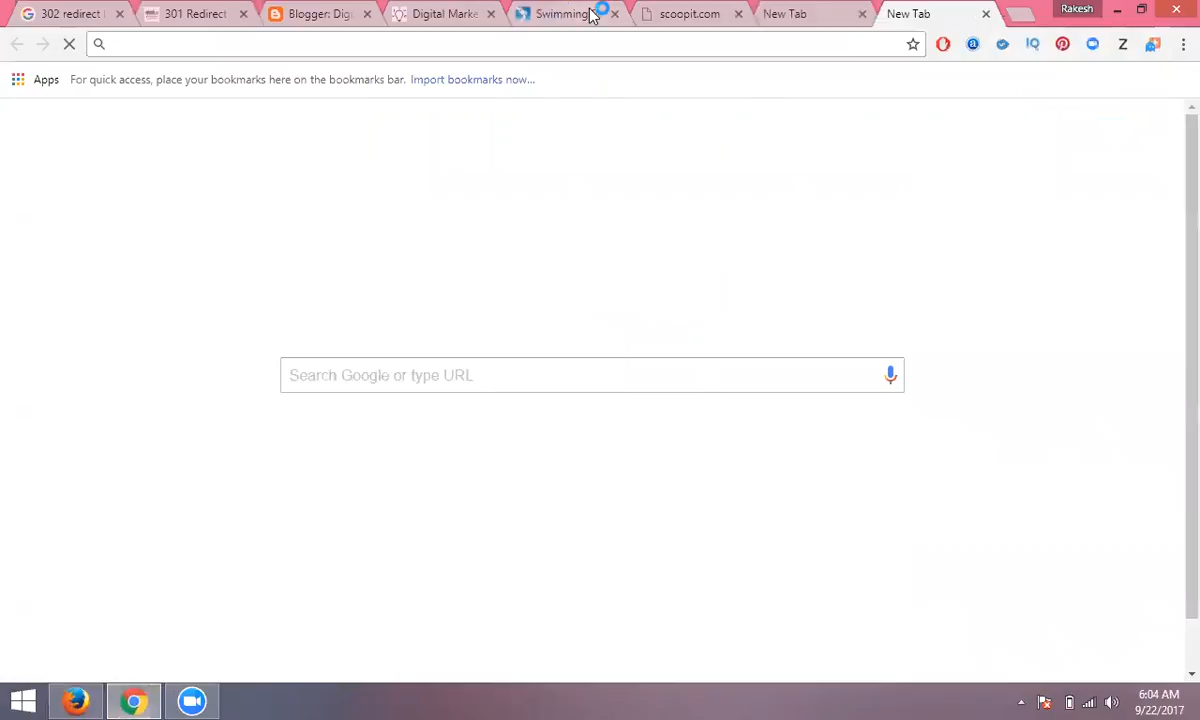 302 redirect
301 Redirect
Blogger: Digi
Digital Marke
Swimming
scoopit.com
New Tab
New Tab
Rakesh
Apps
For quick access, place your bookmarks here on the bookmarks bar. Import bookmarks now...
Search Google or type URL
6:04 AM
9/22/2017